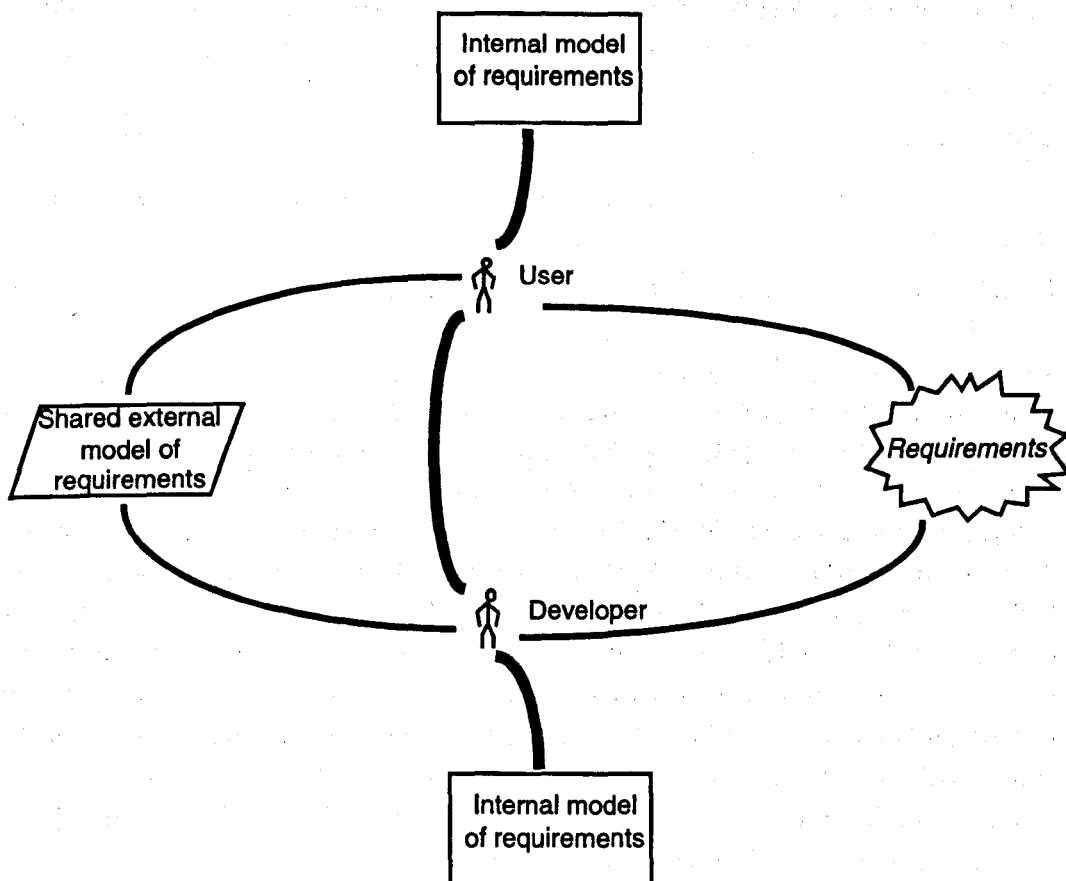 Internal model
of requirements
User
Shared external
model of
requirements
Requirements
Developer
Internal model
of requirements